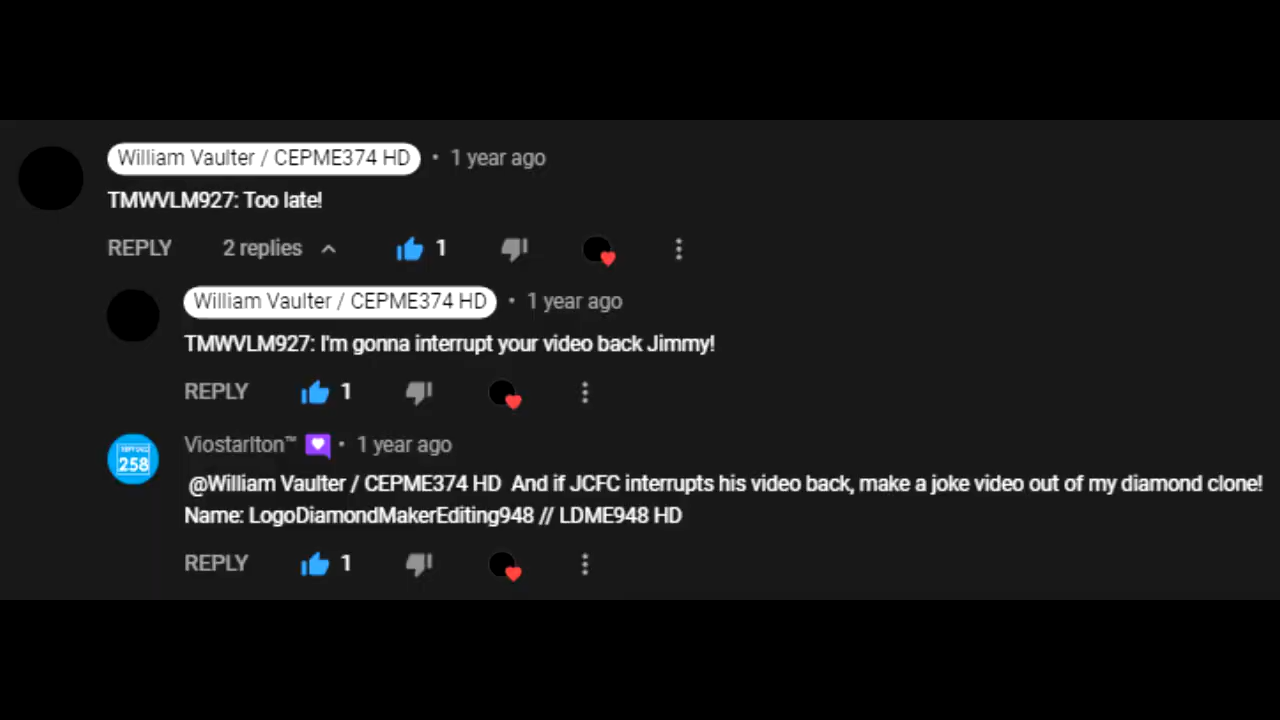 William Vaulter / CEPME374 HD • 1 year ago
TMWVLM927: Too late!
REPLY 2 replies 1
William Vaulter / CEPME374 HD • 1 year ago
TMWVLM927: I'm gonna interrupt your video back Jimmy!
REPLY 1
Viostarlton™ • 1 year ago
258
@William Vaulter / CEPME374 HD And if JCFC interrupts his video back, make a joke video out of my diamond clone!
Name: LogoDiamondMakerEditing948 // LDME948 HD
REPLY 1